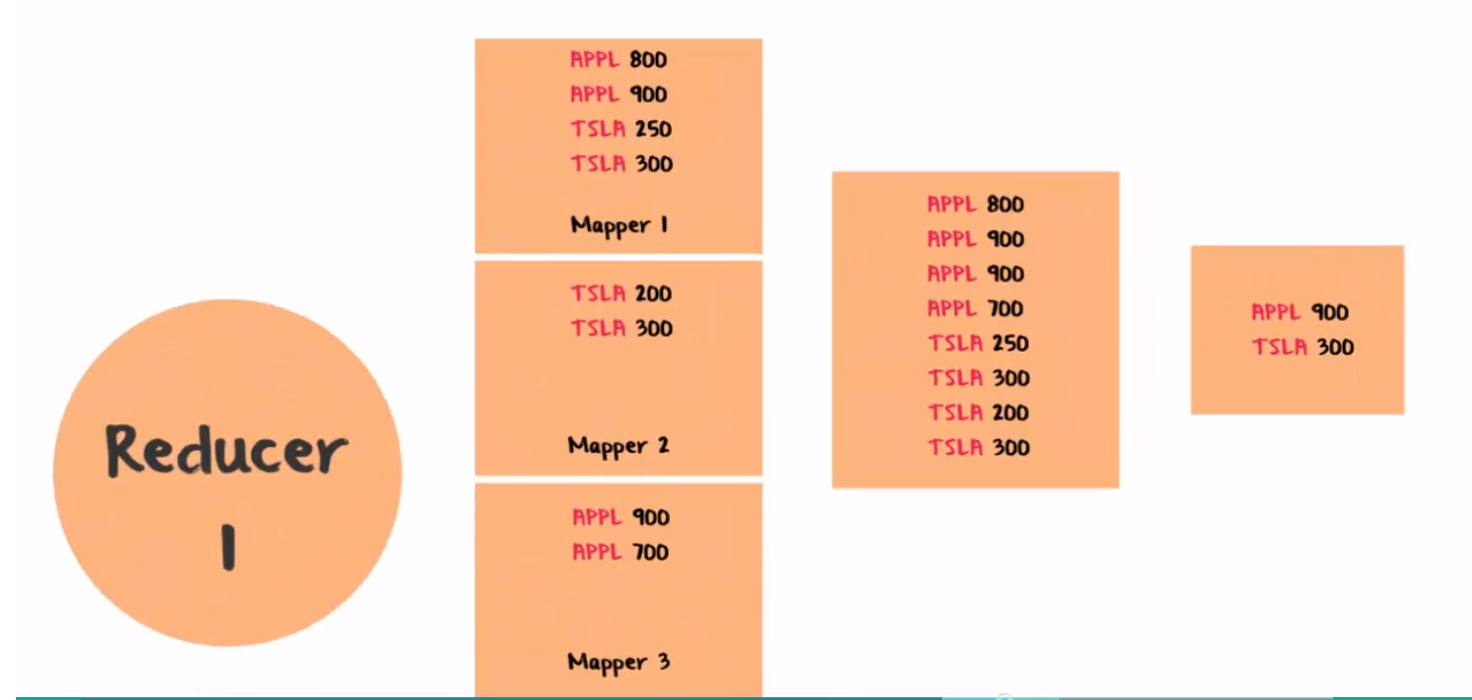 Reducer
1
APPL 800
APPL 900
TSLA 250
TSLA 300
Mapper 1
TSLA 200
TSLA 300
Mapper 2
APPL 900
APPL 700
Mapper 3
APPL 800
APPL 900
APPL 900
APPL 700
TSLA 250
TSLA 300
TSLA 200
TSLA 300
APPL 900
TSLA 300